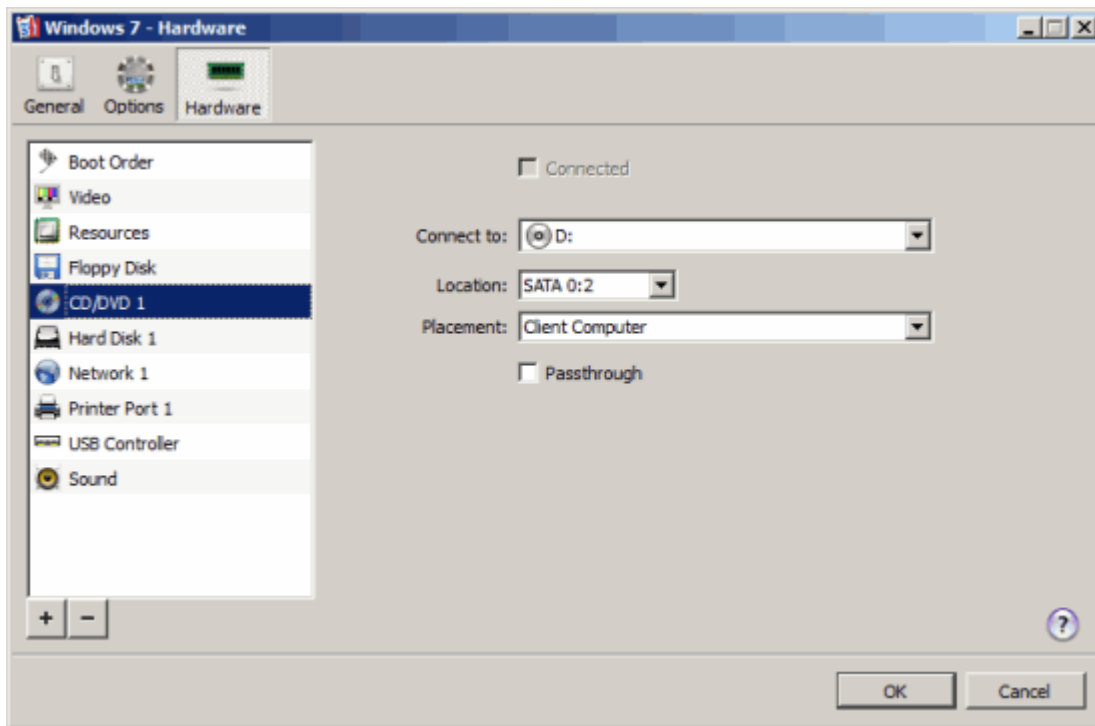 Windows 7 - Hardware
General Options Hardware
Boot Order
Video
Resources
Floppy Disk
CD/DVD 1
Hard Disk 1
Network 1
Printer Port 1
USB Controller
Sound
Connected
Connect to: D:
Location: SATA 0:2
Placement: Client Computer
Passthrough
+ -
?
OK Cancel